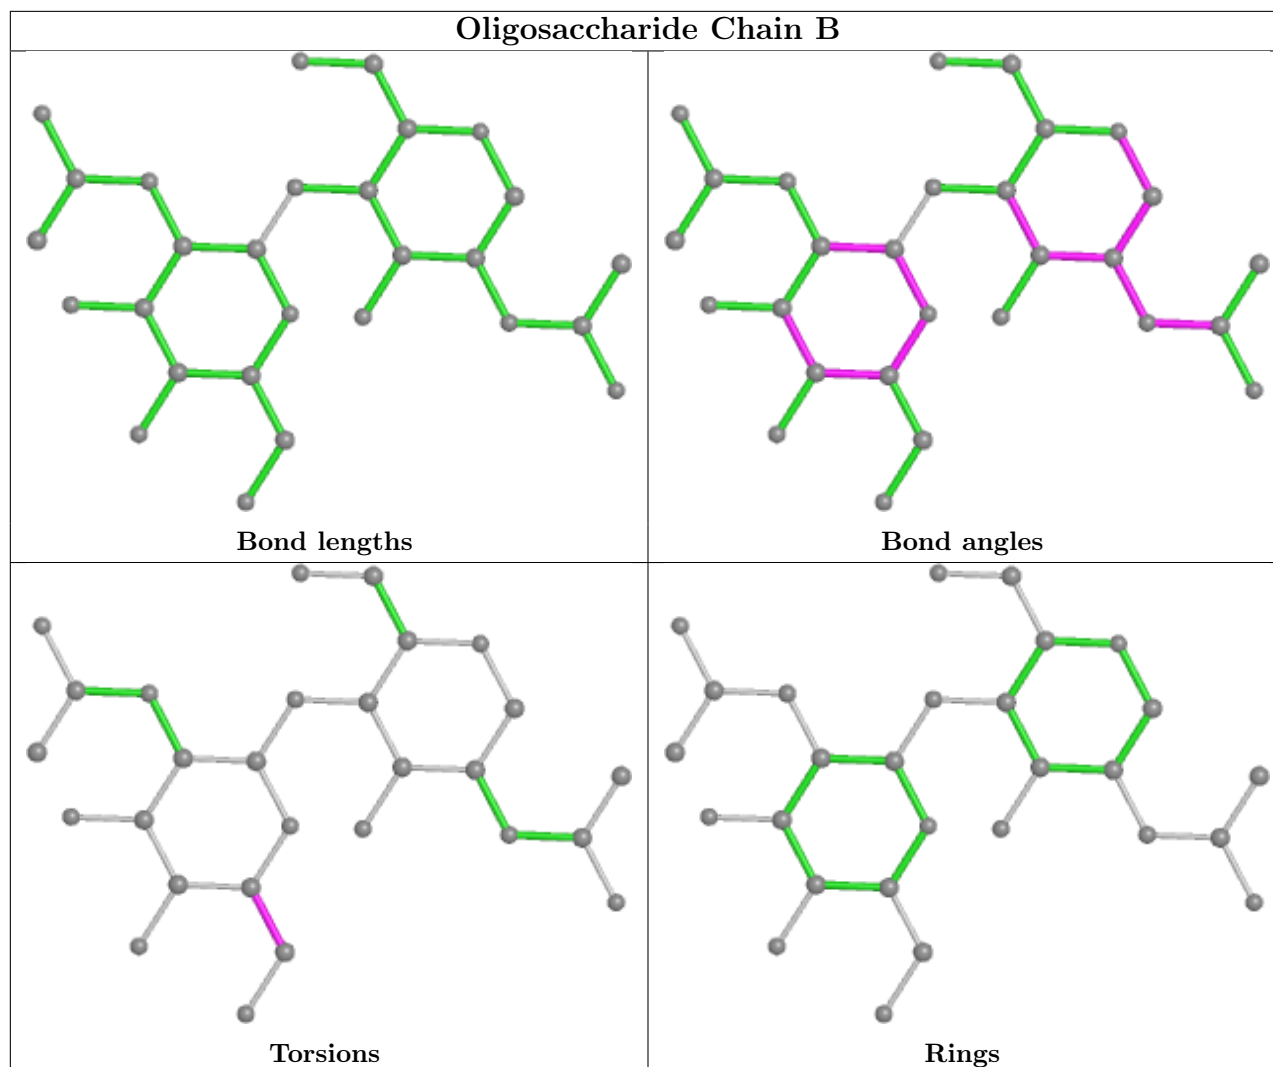 Oligosaccharide Chain B
Bond lengths
Bond angles
Torsions
Rings